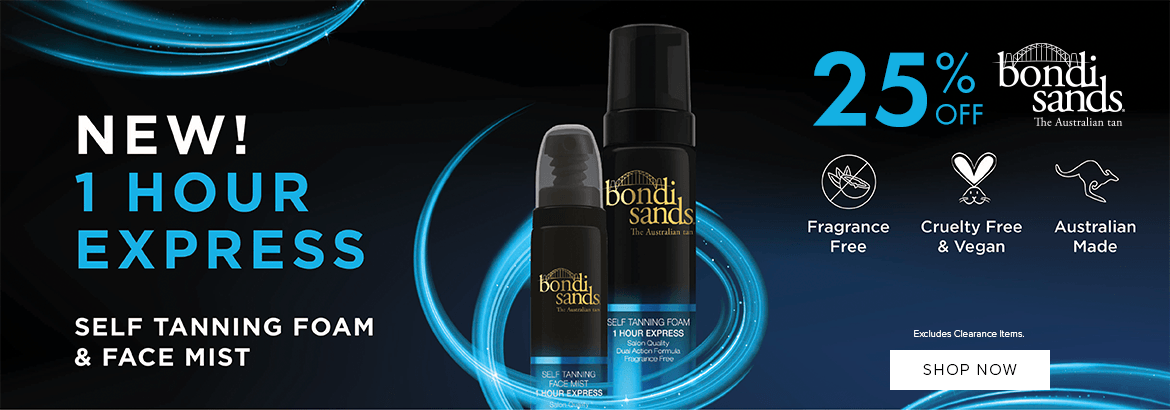 NEW!
1 HOUR
EXPRESS
SELF TANNING FOAM
& FACE MIST
bondi
sands
The Australian tan
SELF TANNING
FACE MIST
1 HOUR EXPRESS
Salon Quality
bondi
sands.
The Australian tan
SELF TANNING FOAM
1 HOUR EXPRESS
Salon Quality
Dual Action Formula
Fragrance Free
25% OFF
bondi
sands.
The Australian tan
Fragrance
Free
Cruelty Free
& Vegan
Australian
Made
Excludes Clearance Items.
SHOP NOW